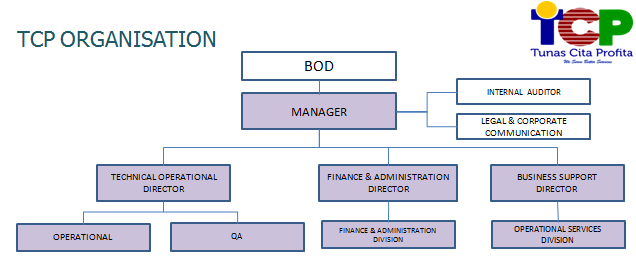 TCP ORGANISATION
TCP
Tunas Cita Profita
We Serve Better Services
BOD
MANAGER
INTERNAL AUDITOR
LEGAL & CORPORATE
COMMUNICATION
TECHNICAL OPERATIONAL
DIRECTOR
FINANCE & ADMINISTRATION
DIRECTOR
BUSINESS SUPPORT
DIRECTOR
OPERATIONAL
QA
FINANCE & ADMINISTRATION
DIVISION
OPERATIONAL SERVICES
DIVISION